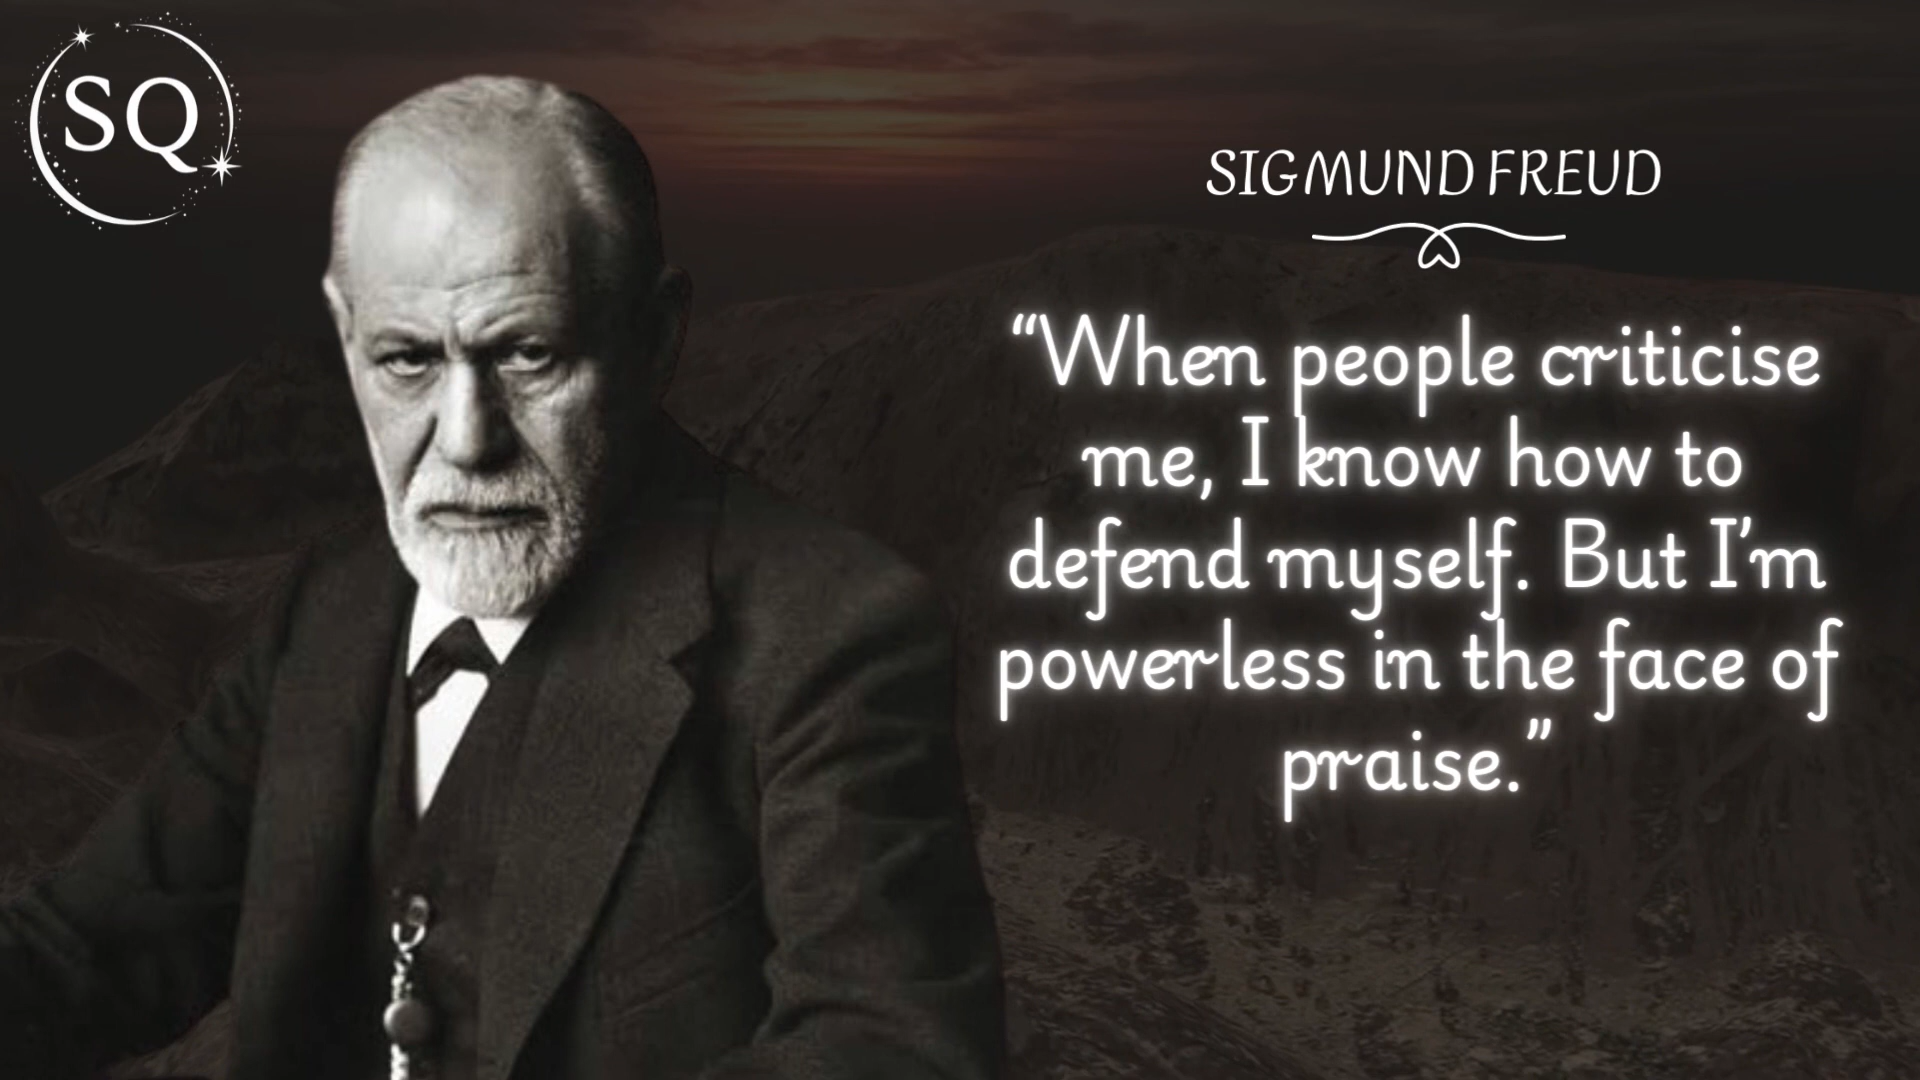 SQ
SIGMUND FREUD
“When people criticise
me, I know how to
defend myself. But I’m
powerless in the face of
praise.”